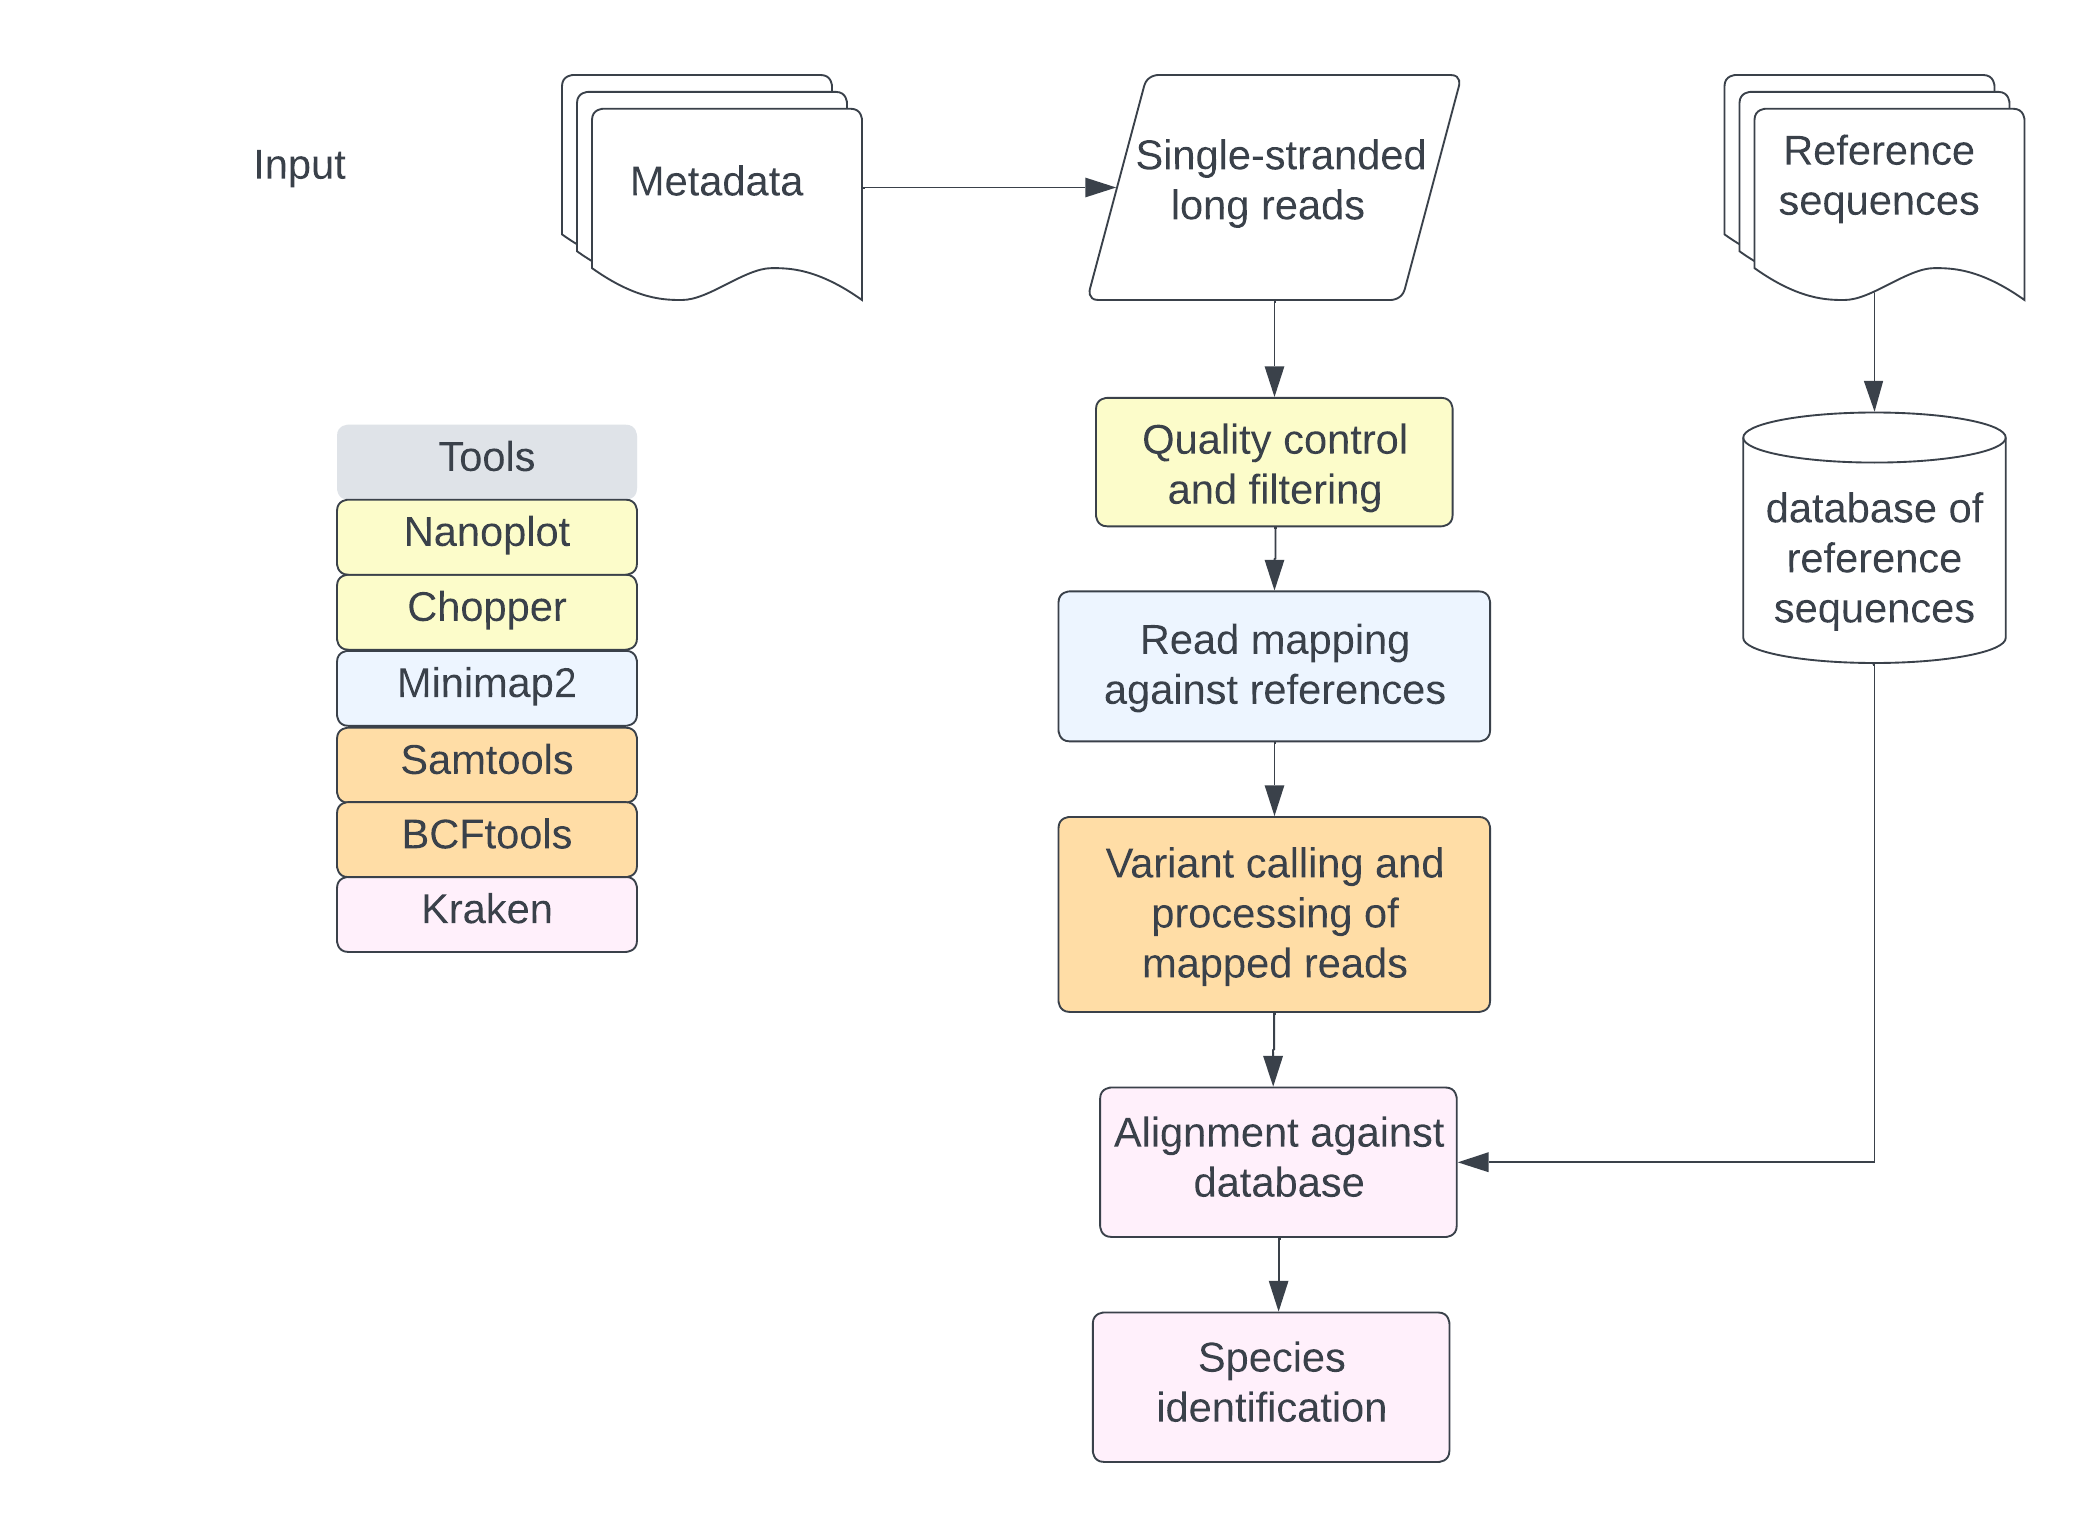 Input
Metadata
Single-stranded
long reads
Reference
sequences
Tools
Nanoplot
Chopper
Minimap2
Samtools
BCFtools
Kraken
Quality control
and filtering
Read mapping
against references
Variant calling and
processing of
mapped reads
Alignment against
database
Species
identification
database of
reference
sequences